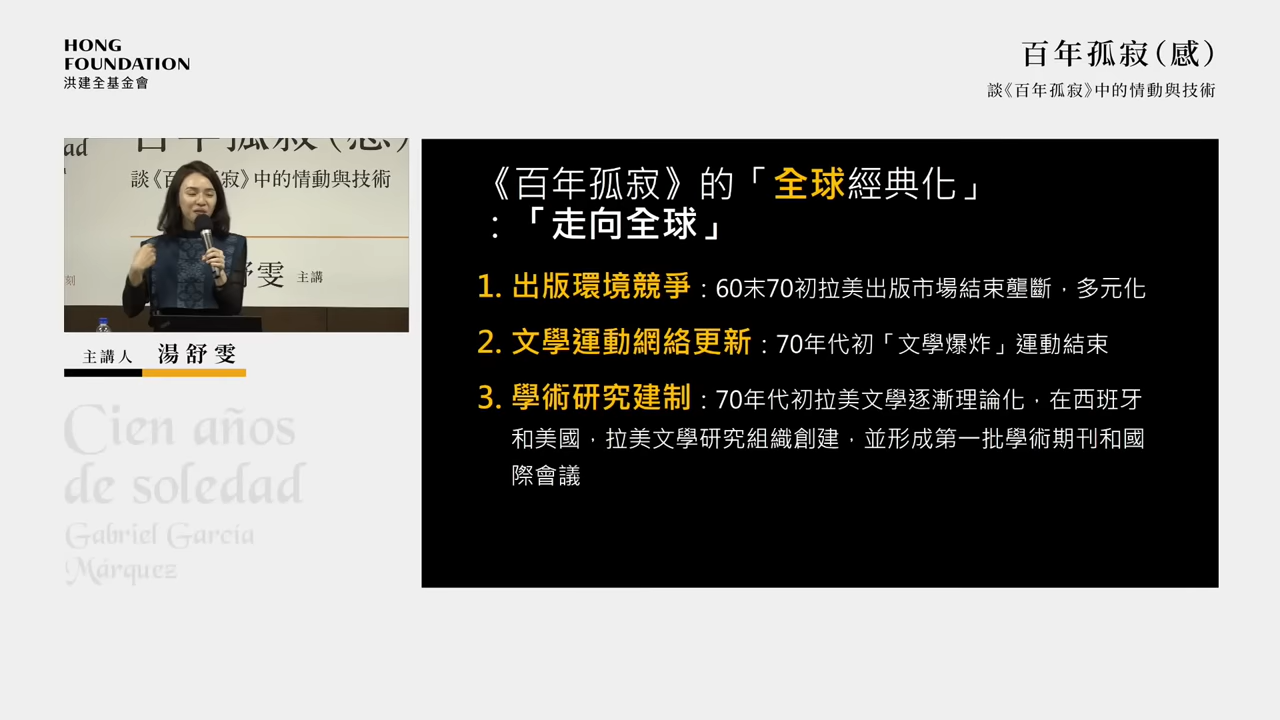 HONG
FOUNDATION
洪建全基金會
百年孤寂(感)
談《百年孤寂》中的情動與技術
ad
談《百年孤寂》中的情動與技術
舒雯 主講
刻
主講人 湯舒雯
Cien años
de soledad
Gabriel García
Márquez
《百年孤寂》的「全球經典化」
:「走向全球」
1. 出版環境競爭:60末70初拉美出版市場結束壟斷,多元化
2. 文學運動網絡更新:70年代初「文學爆炸」運動結束
3. 學術研究建制:70年代初拉美文學逐漸理論化,在西班牙
和美國,拉美文學研究組織創建,並形成第一批學術期刊和國
際會議